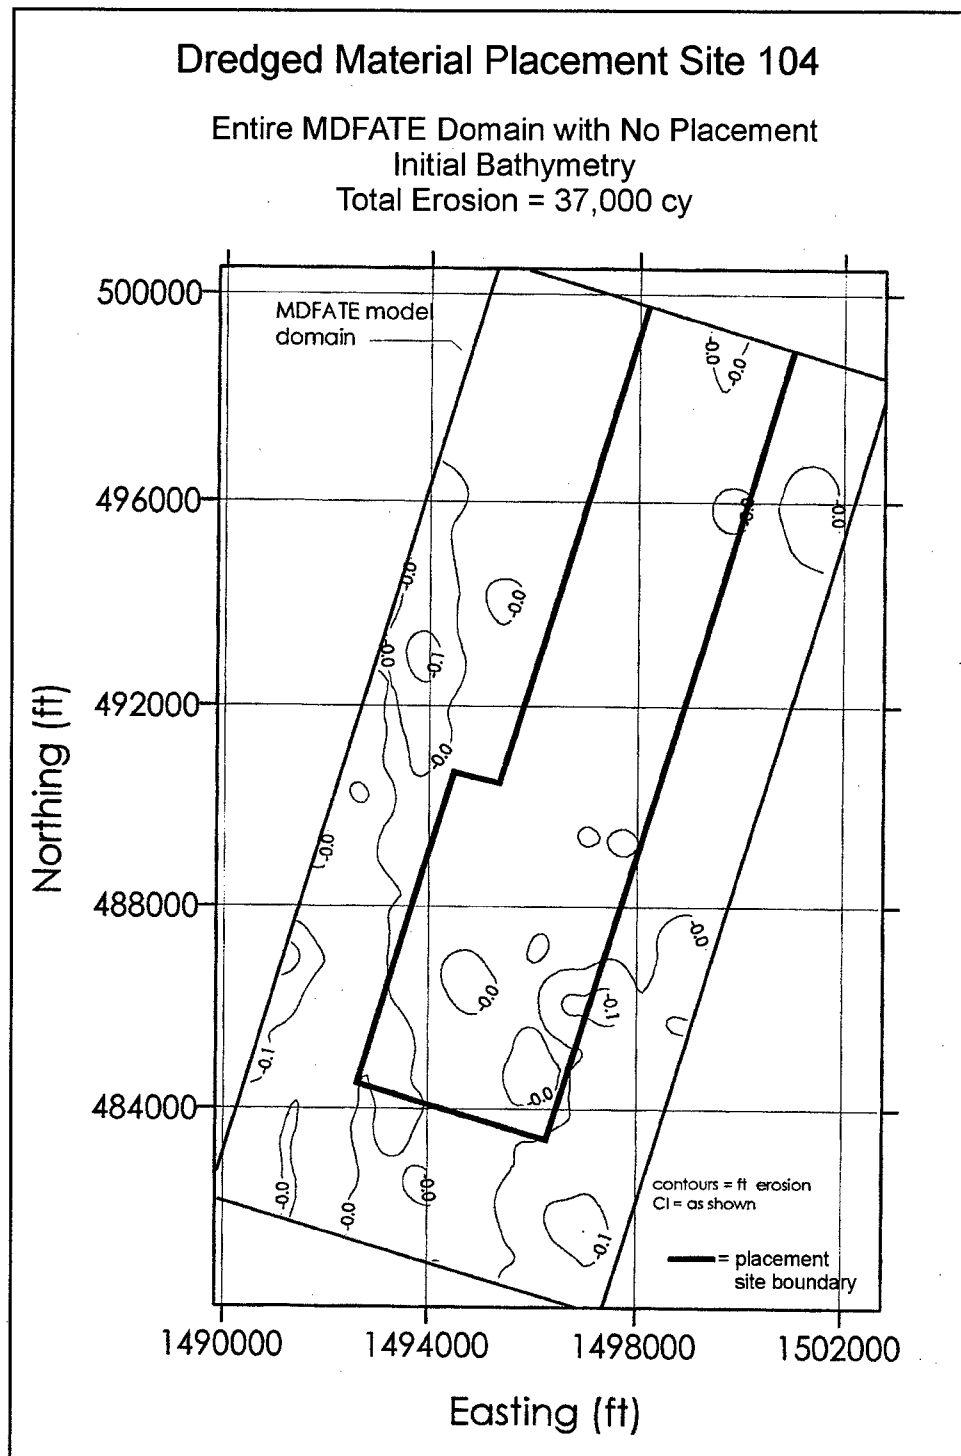 Dredged Material Placement Site 104
Entire MDFATE Domain with No Placement
Initial Bathymetry
Total Erosion = 37,000 cy
500000
MDFATE model
domain
-0.0
-0.0
496000
-0.0
-0.0
-0.0
-0.0
-0.0
-0.1
492000
-0.0
Northing (ft)
-0.0
488000
-0.0
-0.0
-0.1
-0.1
484000
-0.0
-0.0
-0.0
-0.0
-0.1
contours = ft erosion
CI = as shown
= placement
site boundary
1490000
1494000
1498000
1502000
Easting (ft)